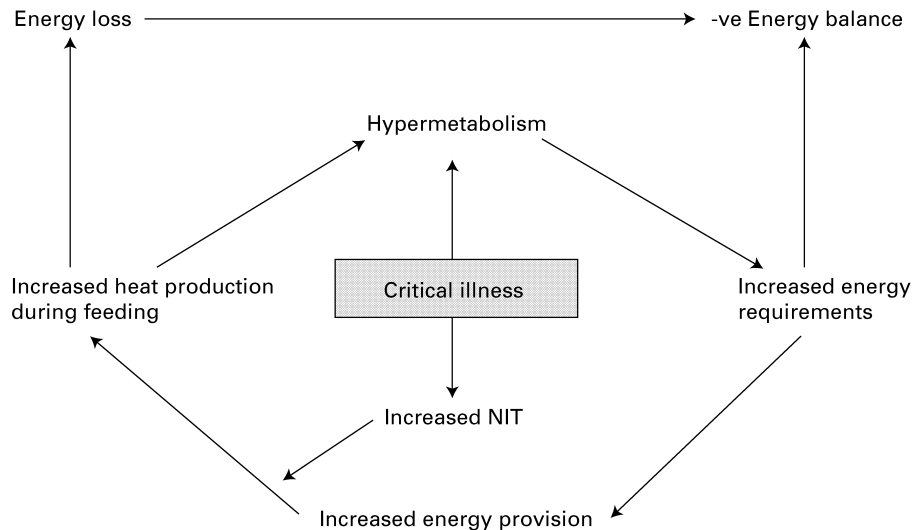 Energy loss
-ve Energy balance
Hypermetabolism
Increased heat production
during feeding
Critical illness
Increased energy
requirements
Increased NIT
Increased energy provision